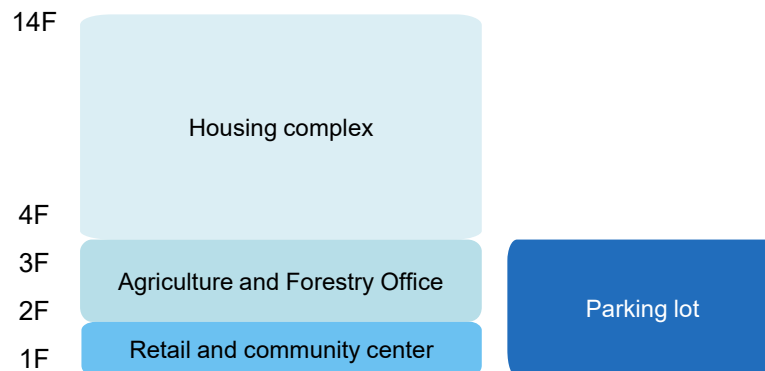 14F
Housing complex
4F
3F
Agriculture and Forestry Office
2F
Parking lot
Retail and community center
1F